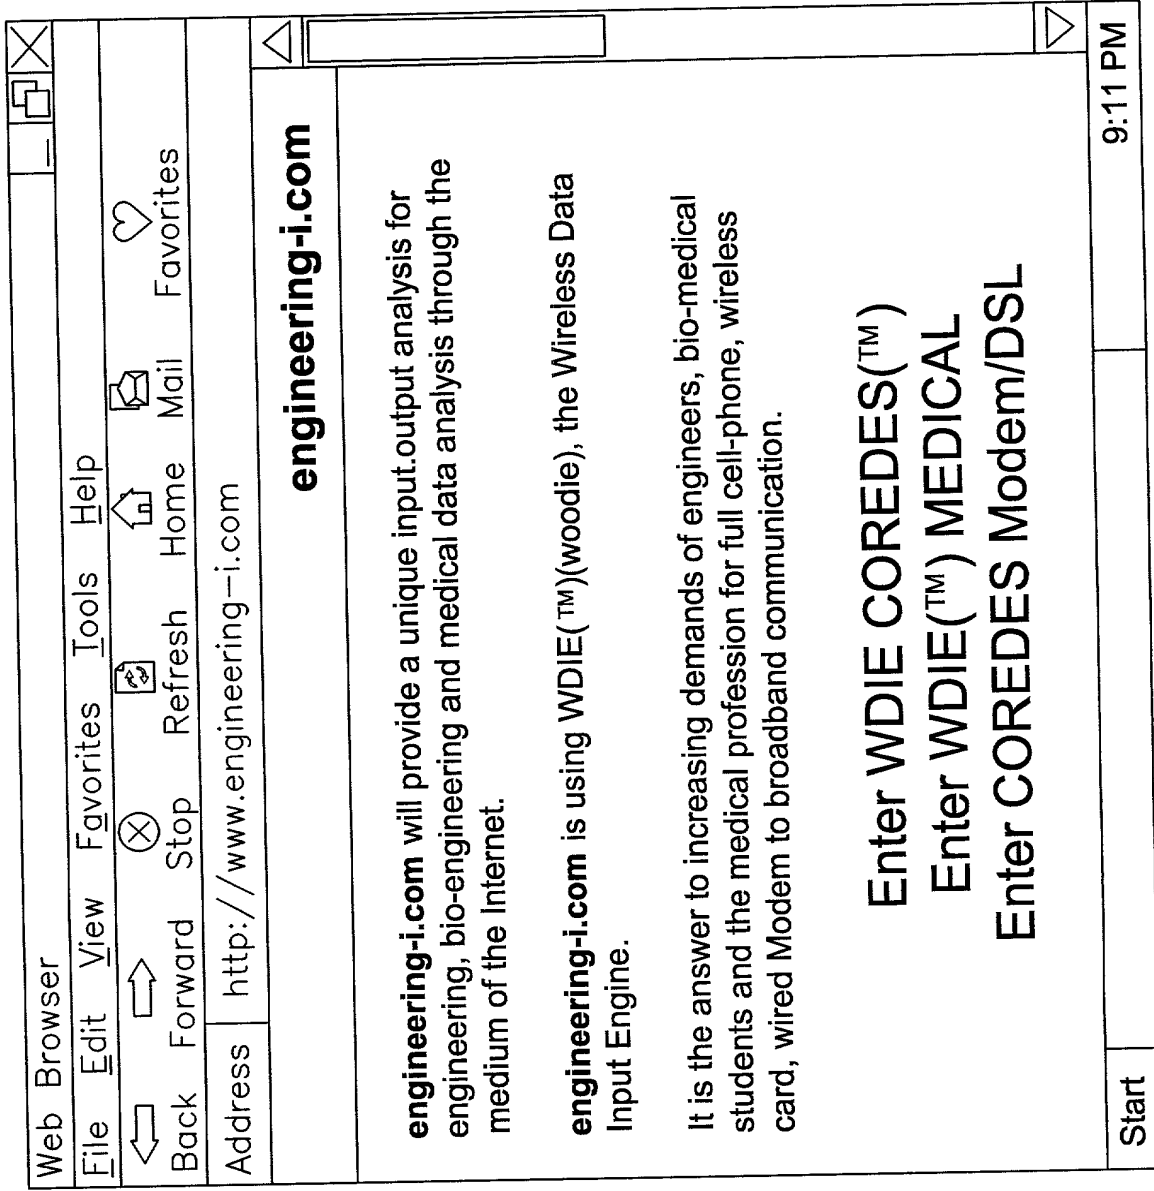 Web Browser
File Edit View Favorites Tools Help
Back Forward Stop Refresh Home Mail Favorites
Address http://www.engineering-i.com
engineering-i.com
engineering-i.com will provide a unique input.output analysis for
engineering, bio-engineering and medical data analysis through the
medium of the Internet.
engineering-i.com is using WDIE(™)(woodie), the Wireless Data
Input Engine.
It is the answer to increasing demands of engineers, bio-medical
students and the medical profession for full cell-phone, wireless
card, wired Modem to broadband communication.
Enter WDIE COREDES(™)
Enter WDIE(™) MEDICAL
Enter COREDES Modem/DSL
Start 9:11 PM